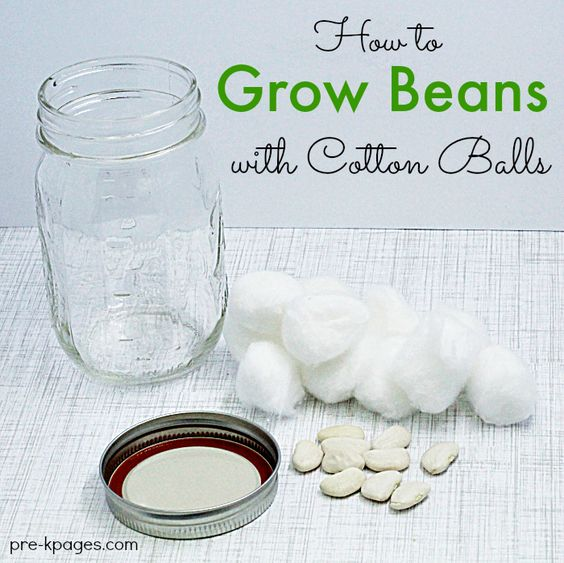 How to
Grow Beans
with Cotton Balls
pre-kpages.com